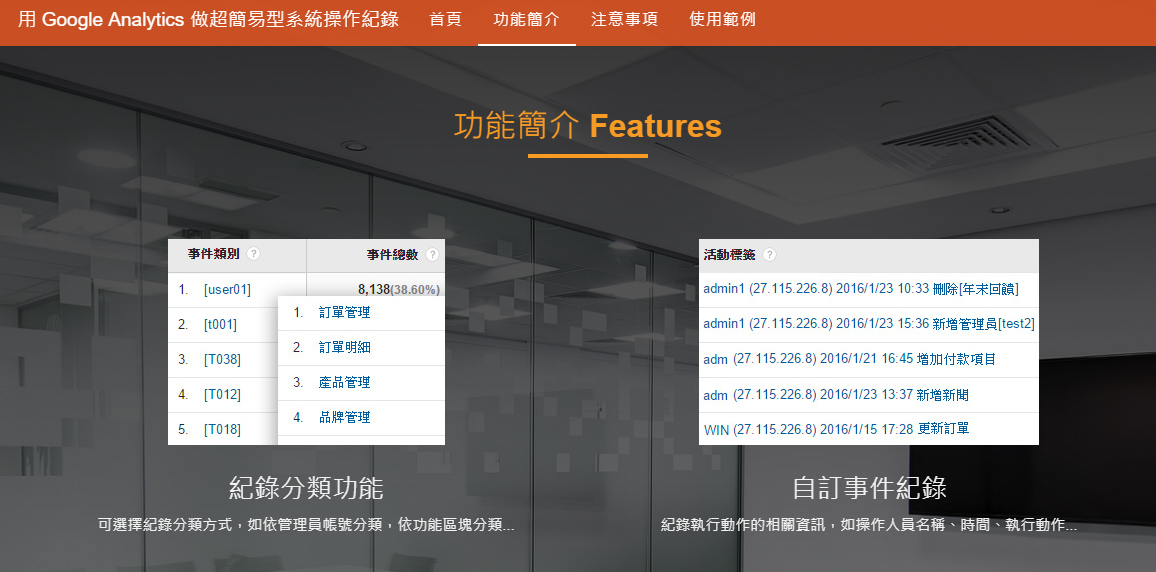 用 Google Analytics 做超簡易型系統操作紀錄 首頁 功能簡介 注意事項 使用範例
功能簡介 Features
事件類別 ? 事件總數 ?
1. [user01] 8,138(38.60%)
2. [t001]
3. [T038]
4. [T012]
5. [T018]
1. 訂單管理
2. 訂單明細
3. 產品管理
4. 品牌管理
紀錄分類功能
可選擇紀錄分類方式，如依管理員帳號分類，依功能區塊分類...
活動標籤 ?
admin1 (27.115.226.8) 2016/1/23 10:33 刪除[年末回饋]
admin1 (27.115.226.8) 2016/1/23 15:36 新增管理員[test2]
adm (27.115.226.8) 2016/1/21 16:45 增加付款項目
adm (27.115.226.8) 2016/1/23 13:37 新增新聞
WIN (27.115.226.8) 2016/1/15 17:28 更新訂單
自訂事件紀錄
紀錄執行動作的相關資訊，如操作人員名稱、時間、執行動作...